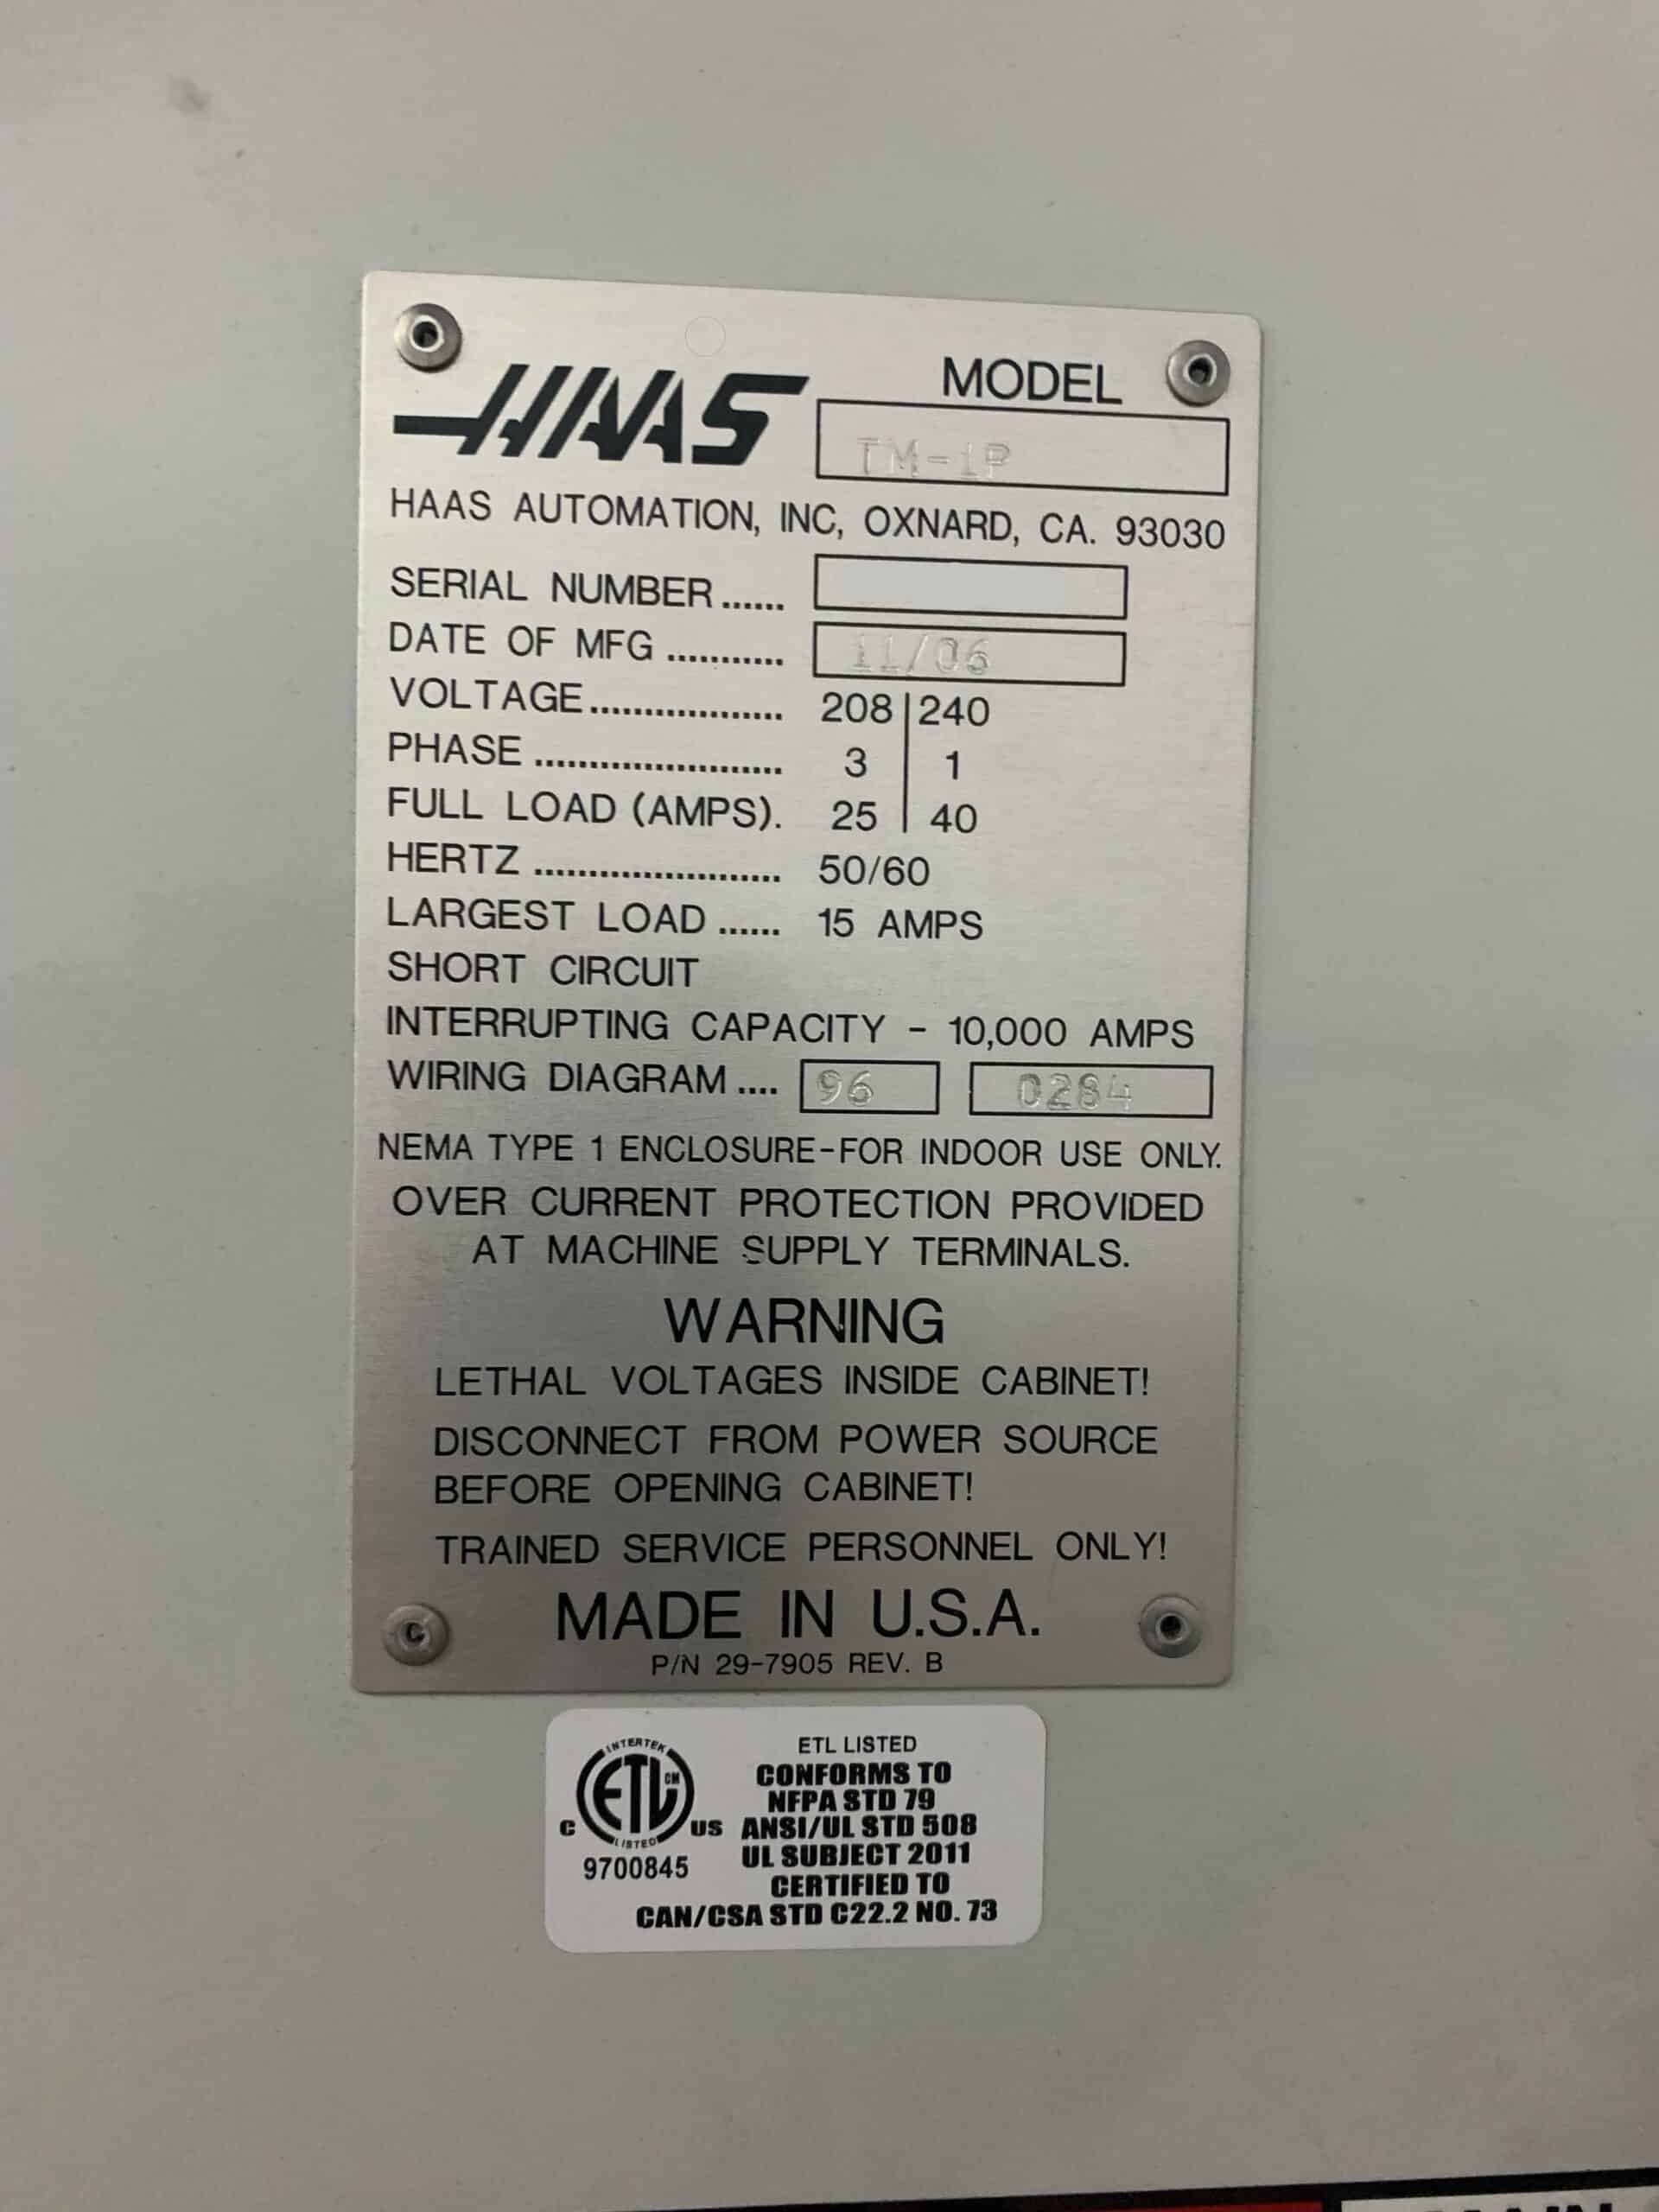 HAAS
MODEL
TM-1P
HAAS AUTOMATION, INC, OXNARD, CA. 93030
SERIAL NUMBER ......
DATE OF MFG ........... 11/06
VOLTAGE.................. 208 | 240
PHASE ....................... 3 | 1
FULL LOAD (AMPS). 25 | 40
HERTZ ....................... 50/60
LARGEST LOAD ...... 15 AMPS
SHORT CIRCUIT
INTERRUPTING CAPACITY - 10,000 AMPS
WIRING DIAGRAM .... 96 0284
NEMA TYPE 1 ENCLOSURE-FOR INDOOR USE ONLY.
OVER CURRENT PROTECTION PROVIDED
AT MACHINE SUPPLY TERMINALS.
WARNING
LETHAL VOLTAGES INSIDE CABINET!
DISCONNECT FROM POWER SOURCE
BEFORE OPENING CABINET!
TRAINED SERVICE PERSONNEL ONLY!
MADE IN U.S.A.
P/N 29-7905 REV. B
INTERTEK
ETL CM
LISTED
C US
9700845
ETL LISTED
CONFORMS TO
NFPA STD 79
ANSI/UL STD 508
UL SUBJECT 2011
CERTIFIED TO
CAN/CSA STD C22.2 NO. 73